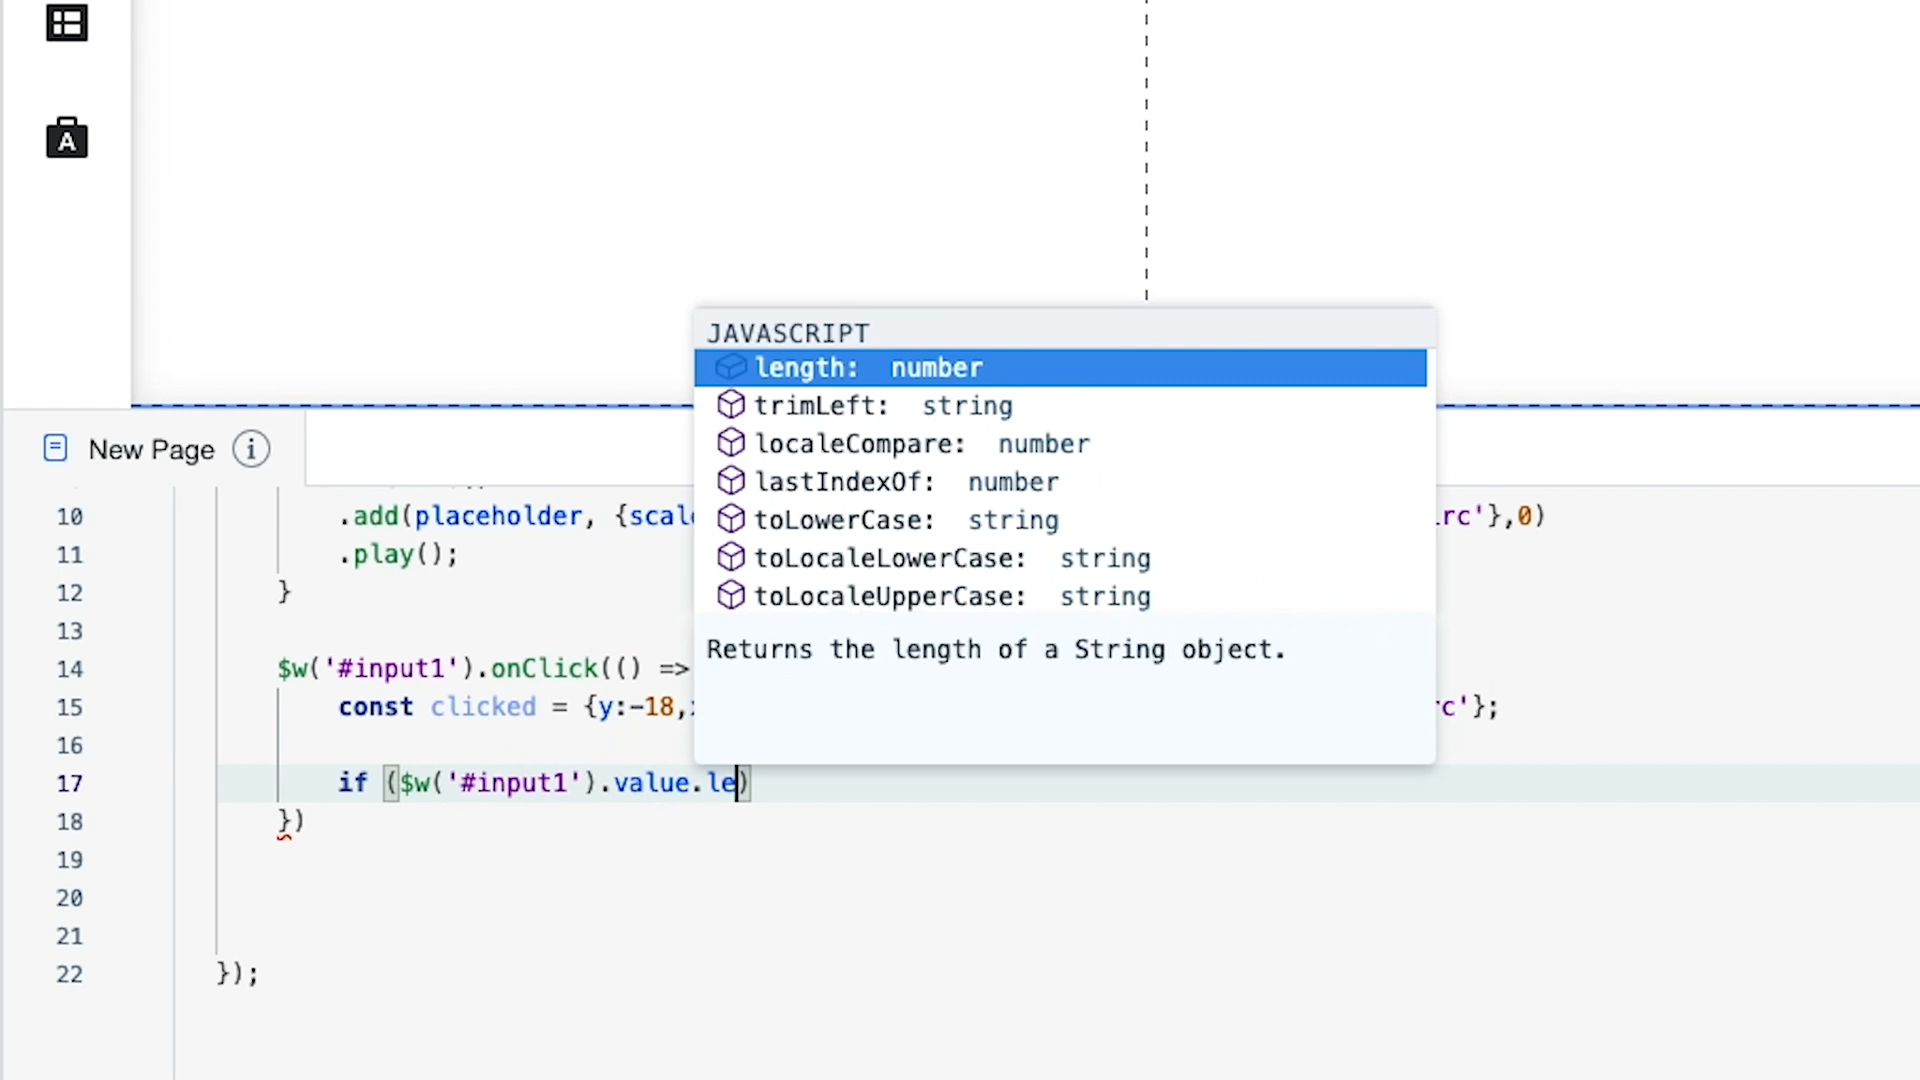 A
JAVASCRIPT
length: number
trimLeft: string
localeCompare: number
lastIndexOf: number
toLowerCase: string
toLocaleLowerCase: string
toLocaleUpperCase: string
Returns the length of a String object.
New Page i
10 .add(placeholder, {scal rc'},0)
11 .play();
12 }
13
14 $w('#input1').onClick(() =>
15 const clicked = {y:-18, rc'};
16
17 if ($w('#input1').value.le)
18 })
19
20
21
22 });